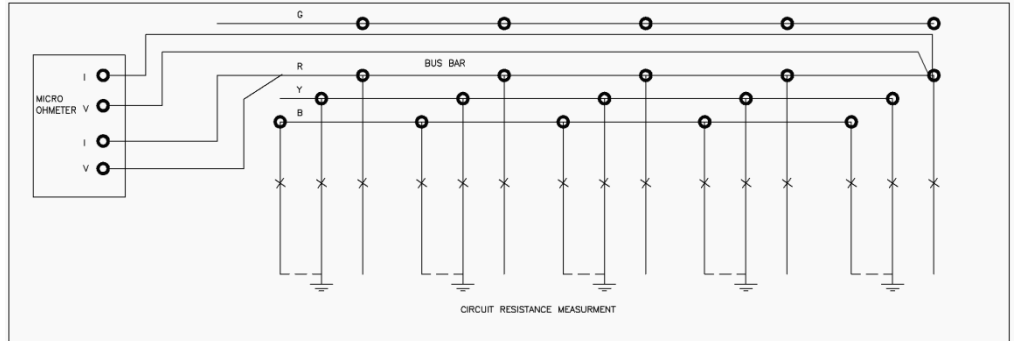 G
I
R
BUS BAR
MICRO
OHMETER
V
Y
B
I
V
CIRCUIT RESISTANCE MEASURMENT